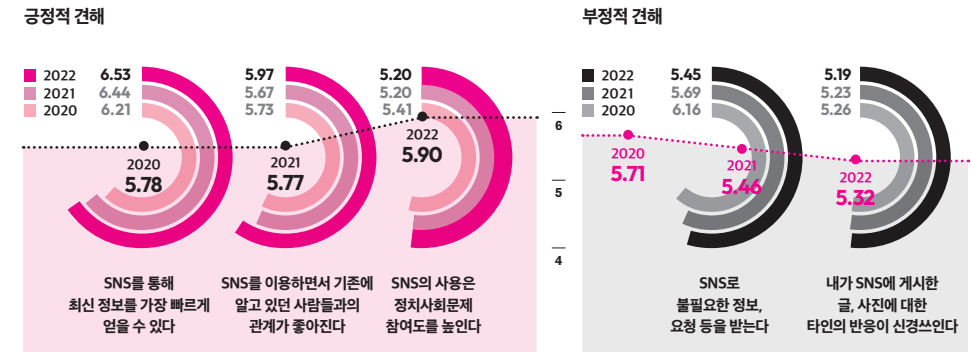 긍정적 견해
2022 6.53 5.97 5.20
2021 6.44 5.67 5.20
2020 6.21 5.73 5.41
2020
5.78
2021
5.77
2022
5.90
SNS를 통해
최신 정보를 가장 빠르게
얻을 수 있다
SNS를 이용하면서 기존에
알고 있던 사람들과의
관계가 좋아진다
SNS의 사용은
정치사회문제
참여도를 높인다
6
5
4
부정적 견해
2022 5.45 5.19
2021 5.69 5.23
2020 6.16 5.26
2020
5.71
2021
5.46
2022
5.32
SNS로
불필요한 정보,
요청 등을 받는다
내가 SNS에 게시한
글, 사진에 대한
타인의 반응이 신경쓰인다